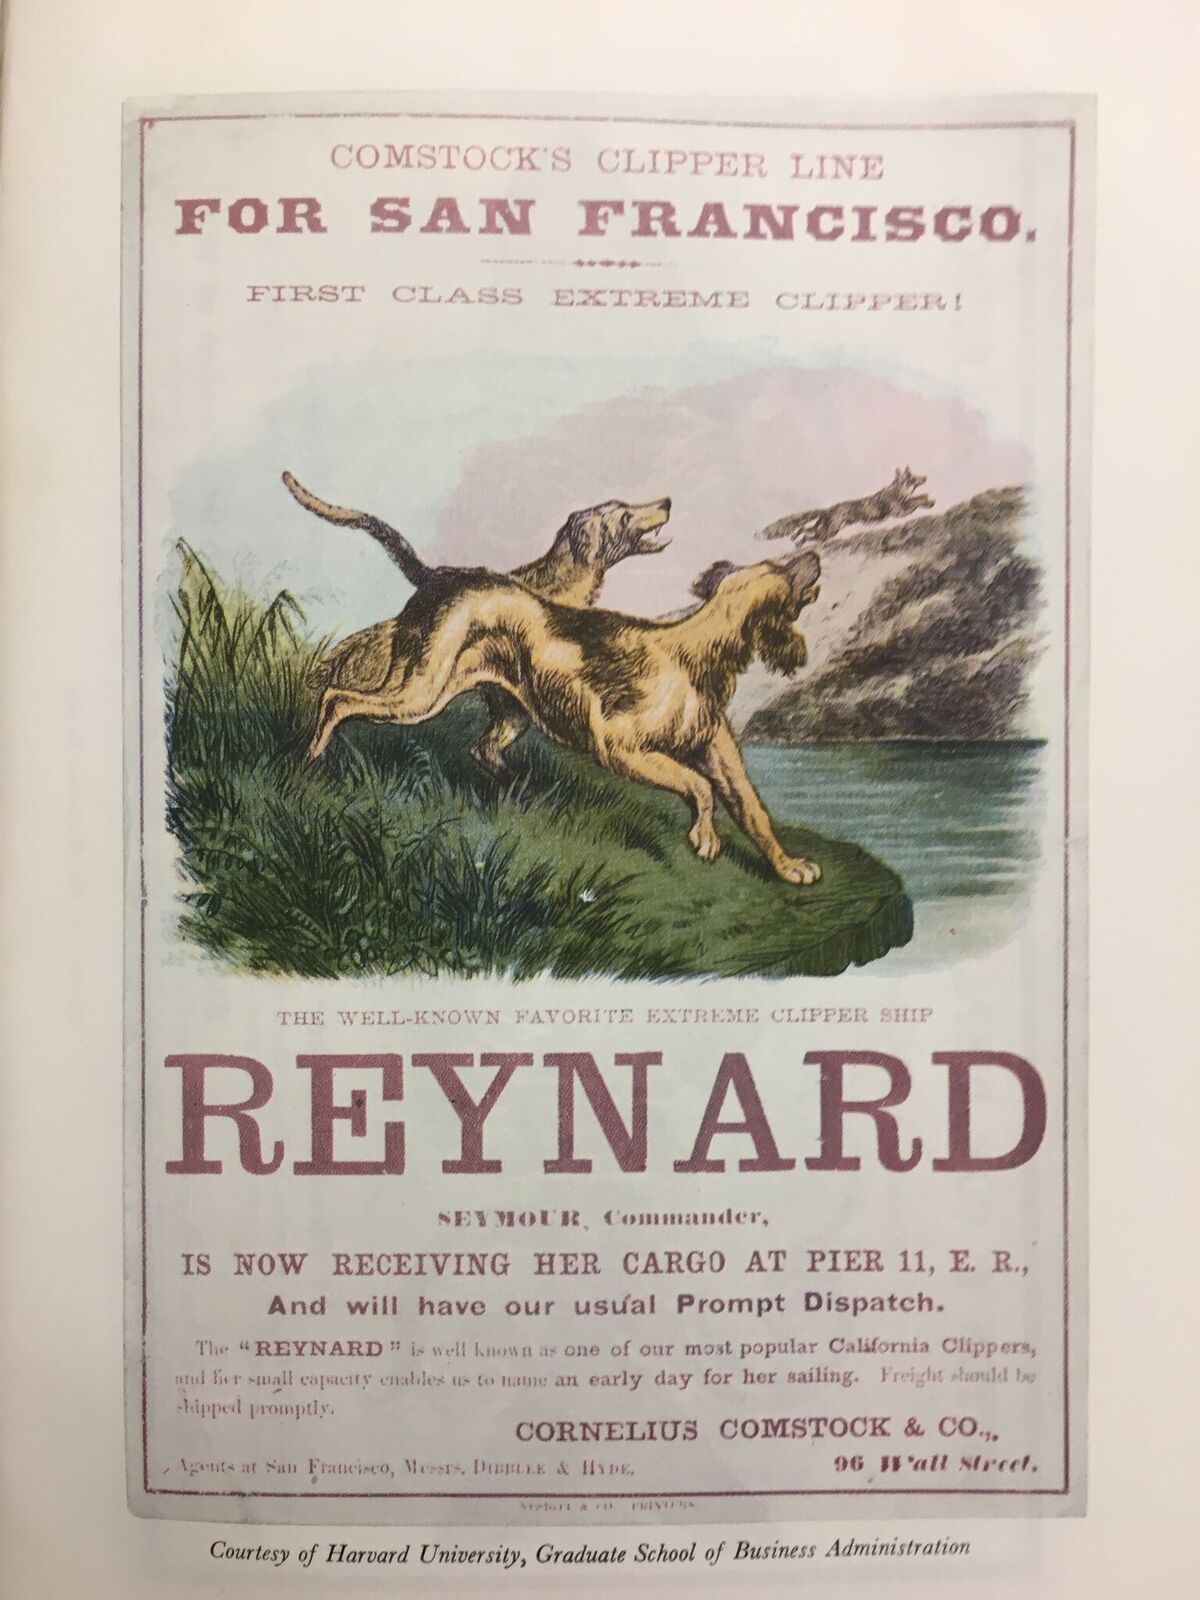 COMSTOCK'S CLIPPER LINE
FOR SAN FRANCISCO.
FIRST CLASS EXTREME CLIPPER!
THE WELL-KNOWN FAVORITE EXTREME CLIPPER SHIP
REYNARD
SEYMOUR, Commander,
IS NOW RECEIVING HER CARGO AT PIER 11, E. R.,
And will have our usual Prompt Dispatch.
The "REYNARD" is well known as one of our most popular California Clippers,
and her small capacity enables us to name an early day for her sailing. Freight should be
shipped promptly.
CORNELIUS COMSTOCK & CO.,
96 Wall Street.
Agents at San Francisco, Messrs. DIBBLEE & HYDE.
NESBITT & CO. PRINTERS
Courtesy of Harvard University, Graduate School of Business Administration